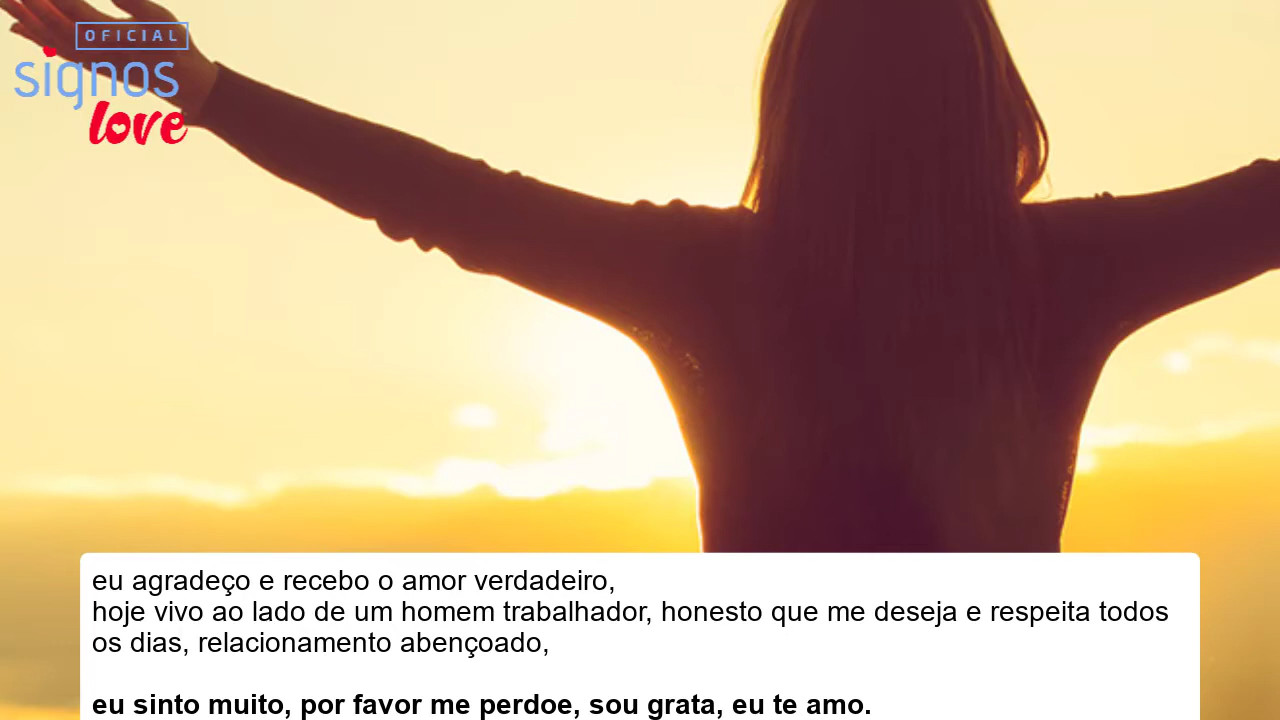 OFICIAL
signos
love
eu agradeço e recebo o amor verdadeiro,
hoje vivo ao lado de um homem trabalhador, honesto que me deseja e respeita todos
os dias, relacionamento abençoado,
eu sinto muito, por favor me perdoe, sou grata, eu te amo.